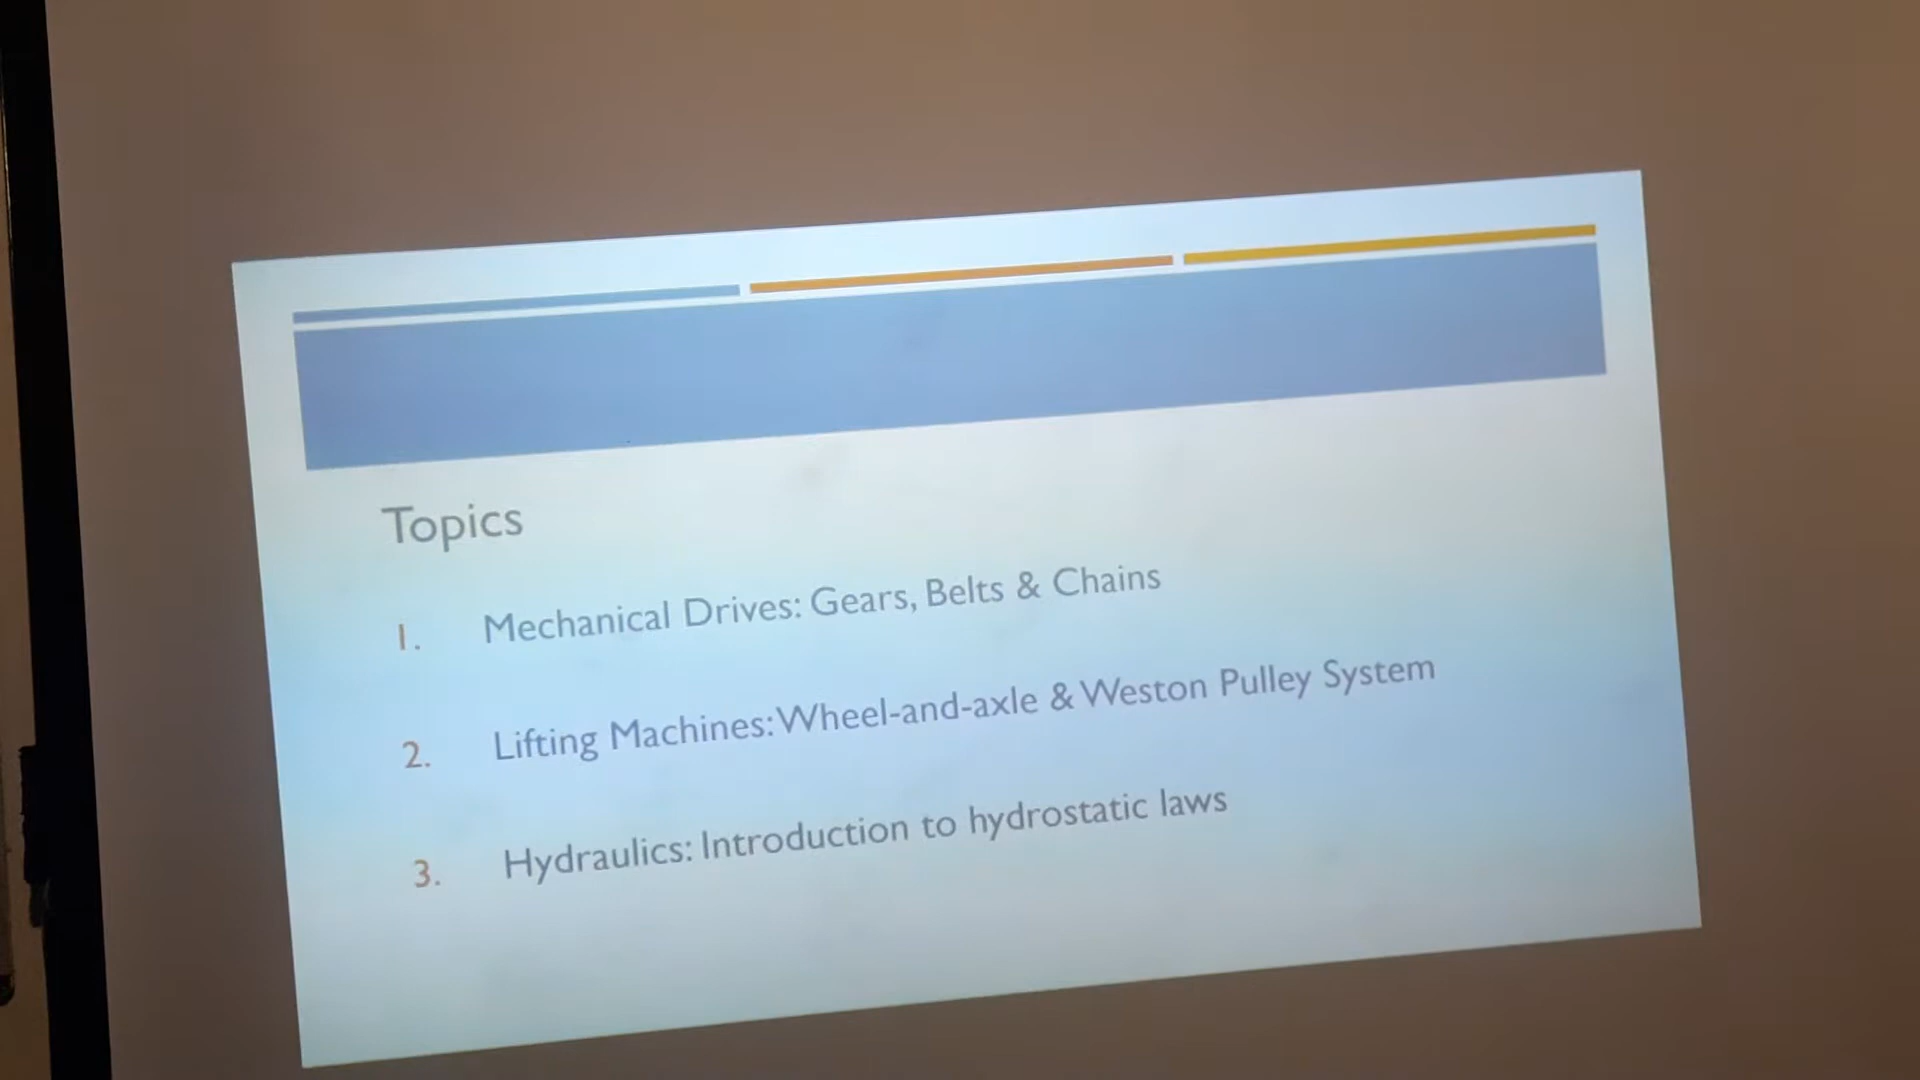 Topics
1. Mechanical Drives: Gears, Belts & Chains
2. Lifting Machines: Wheel-and-axle & Weston Pulley System
3. Hydraulics: Introduction to hydrostatic laws